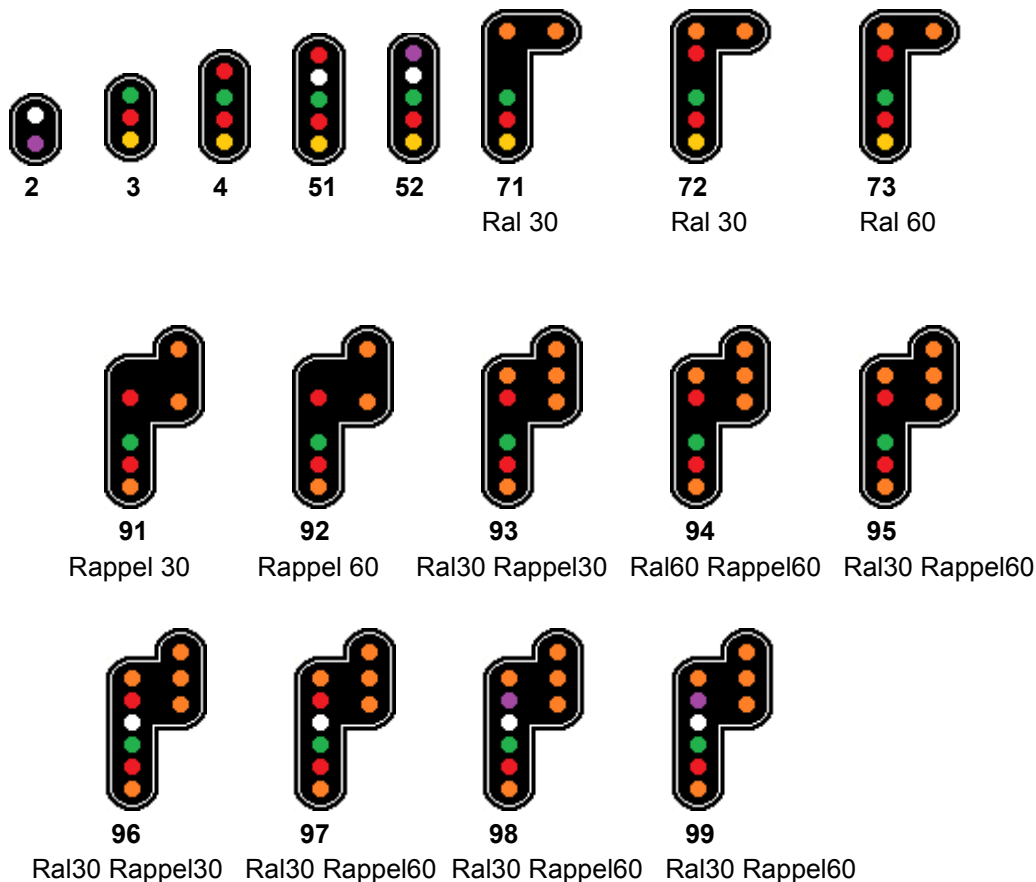 2 3 4 51 52 71 72 73
Ral 30 Ral 30 Ral 60
91 92 93 94 95
Rappel 30 Rappel 60 Ral30 Rappel30 Ral60 Rappel60 Ral30 Rappel60
96 97 98 99
Ral30 Rappel30 Ral30 Rappel60 Ral30 Rappel60 Ral30 Rappel60